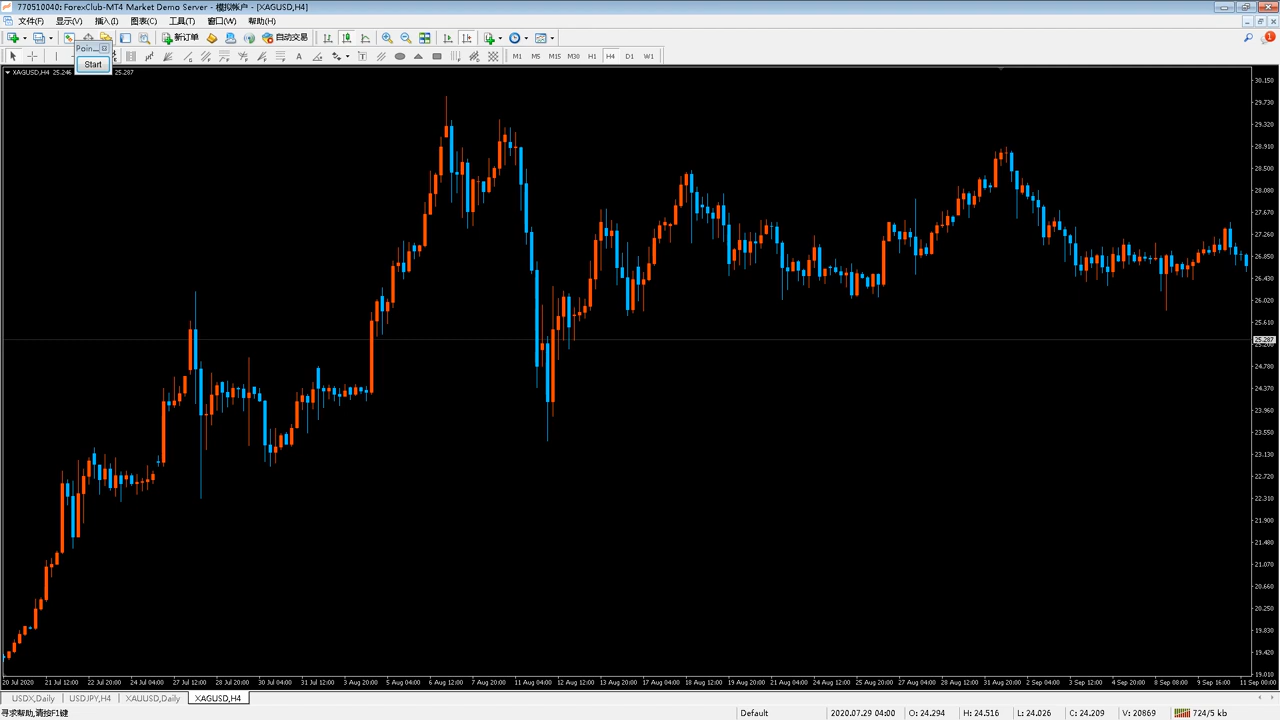 770510040: ForexClub-MT4 Market Demo Server - 模拟帐户 - [XAGUSD,H4]
文件(F) 显示(V) 插入(I) 图表(C) 工具(T) 窗口(W) 帮助(H)
新订单 自动交易 1
Poin...
Start
A T M1 M5 M15 M30 H1 H4 D1 W1
XAGUSD,H4 25.246 25.287
30.150
29.730
29.320
28.910
28.500
28.080
27.670
27.260
26.850
26.430
26.020
25.610
25.287
25.200
24.780
24.370
23.960
23.550
23.130
22.720
22.310
21.900
21.480
21.070
20.660
20.250
19.830
19.420
19.010
20 Jul 2020 21 Jul 12:00 22 Jul 20:00 24 Jul 04:00 27 Jul 12:00 28 Jul 20:00 30 Jul 04:00 31 Jul 12:00 3 Aug 20:00 5 Aug 04:00 6 Aug 12:00 7 Aug 20:00 11 Aug 04:00 12 Aug 12:00 13 Aug 20:00 17 Aug 04:00 18 Aug 12:00 19 Aug 20:00 21 Aug 04:00 24 Aug 12:00 25 Aug 20:00 27 Aug 04:00 28 Aug 12:00 31 Aug 20:00 2 Sep 04:00 3 Sep 12:00 4 Sep 20:00 8 Sep 08:00 9 Sep 16:00 11 Sep 00:00
USDX,Daily USDJPY,H4 XAUUSD,Daily XAGUSD,H4
寻求帮助,请按F1键 Default 2020.07.29 04:00 O: 24.294 H: 24.516 L: 24.026 C: 24.209 V: 20869 724/5 kb